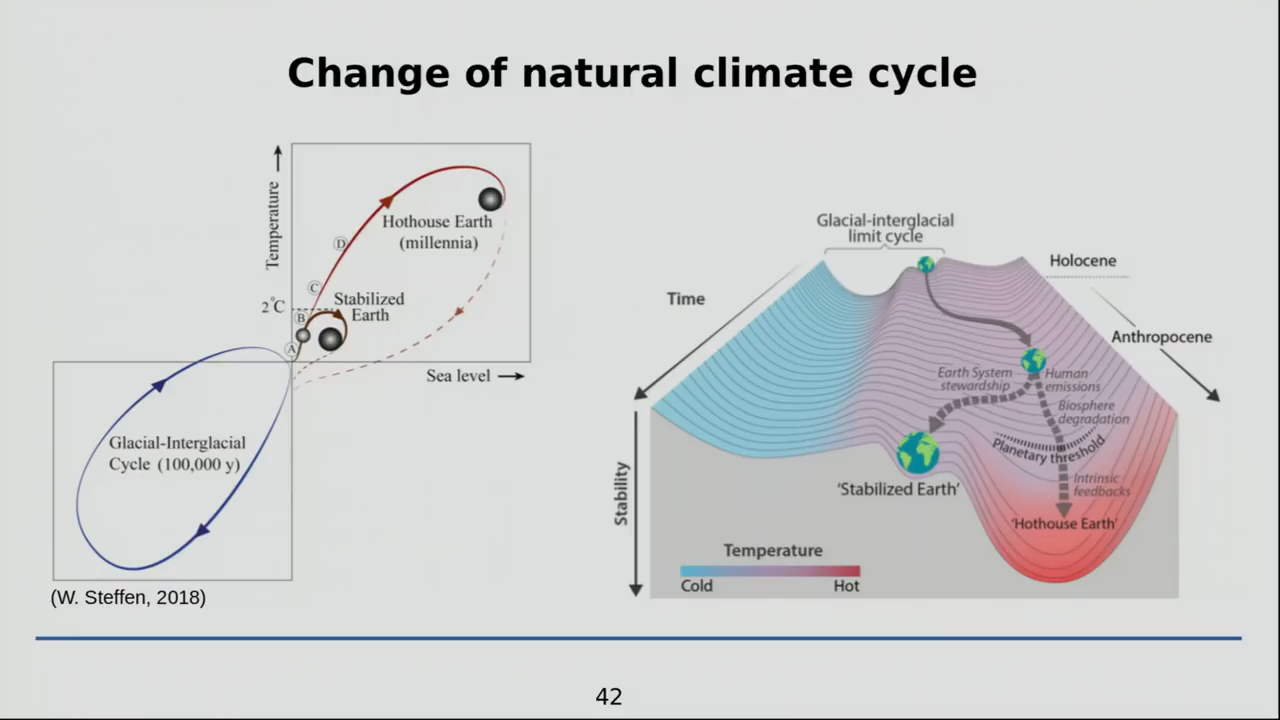 Change of natural climate cycle
Temperature
Hothouse Earth
(millennia)
D
C
2°C
Stabilized
Earth
B
A
Sea level
Glacial-Interglacial
Cycle (100,000 y)
(W. Steffen, 2018)
Glacial-interglacial
limit cycle
Holocene
Time
Anthropocene
Earth System
stewardship
Human
emissions
Biosphere
degradation
Planetary threshold
Stability
'Stabilized Earth'
Intrinsic
feedbacks
'Hothouse Earth'
Temperature
Cold
Hot
42